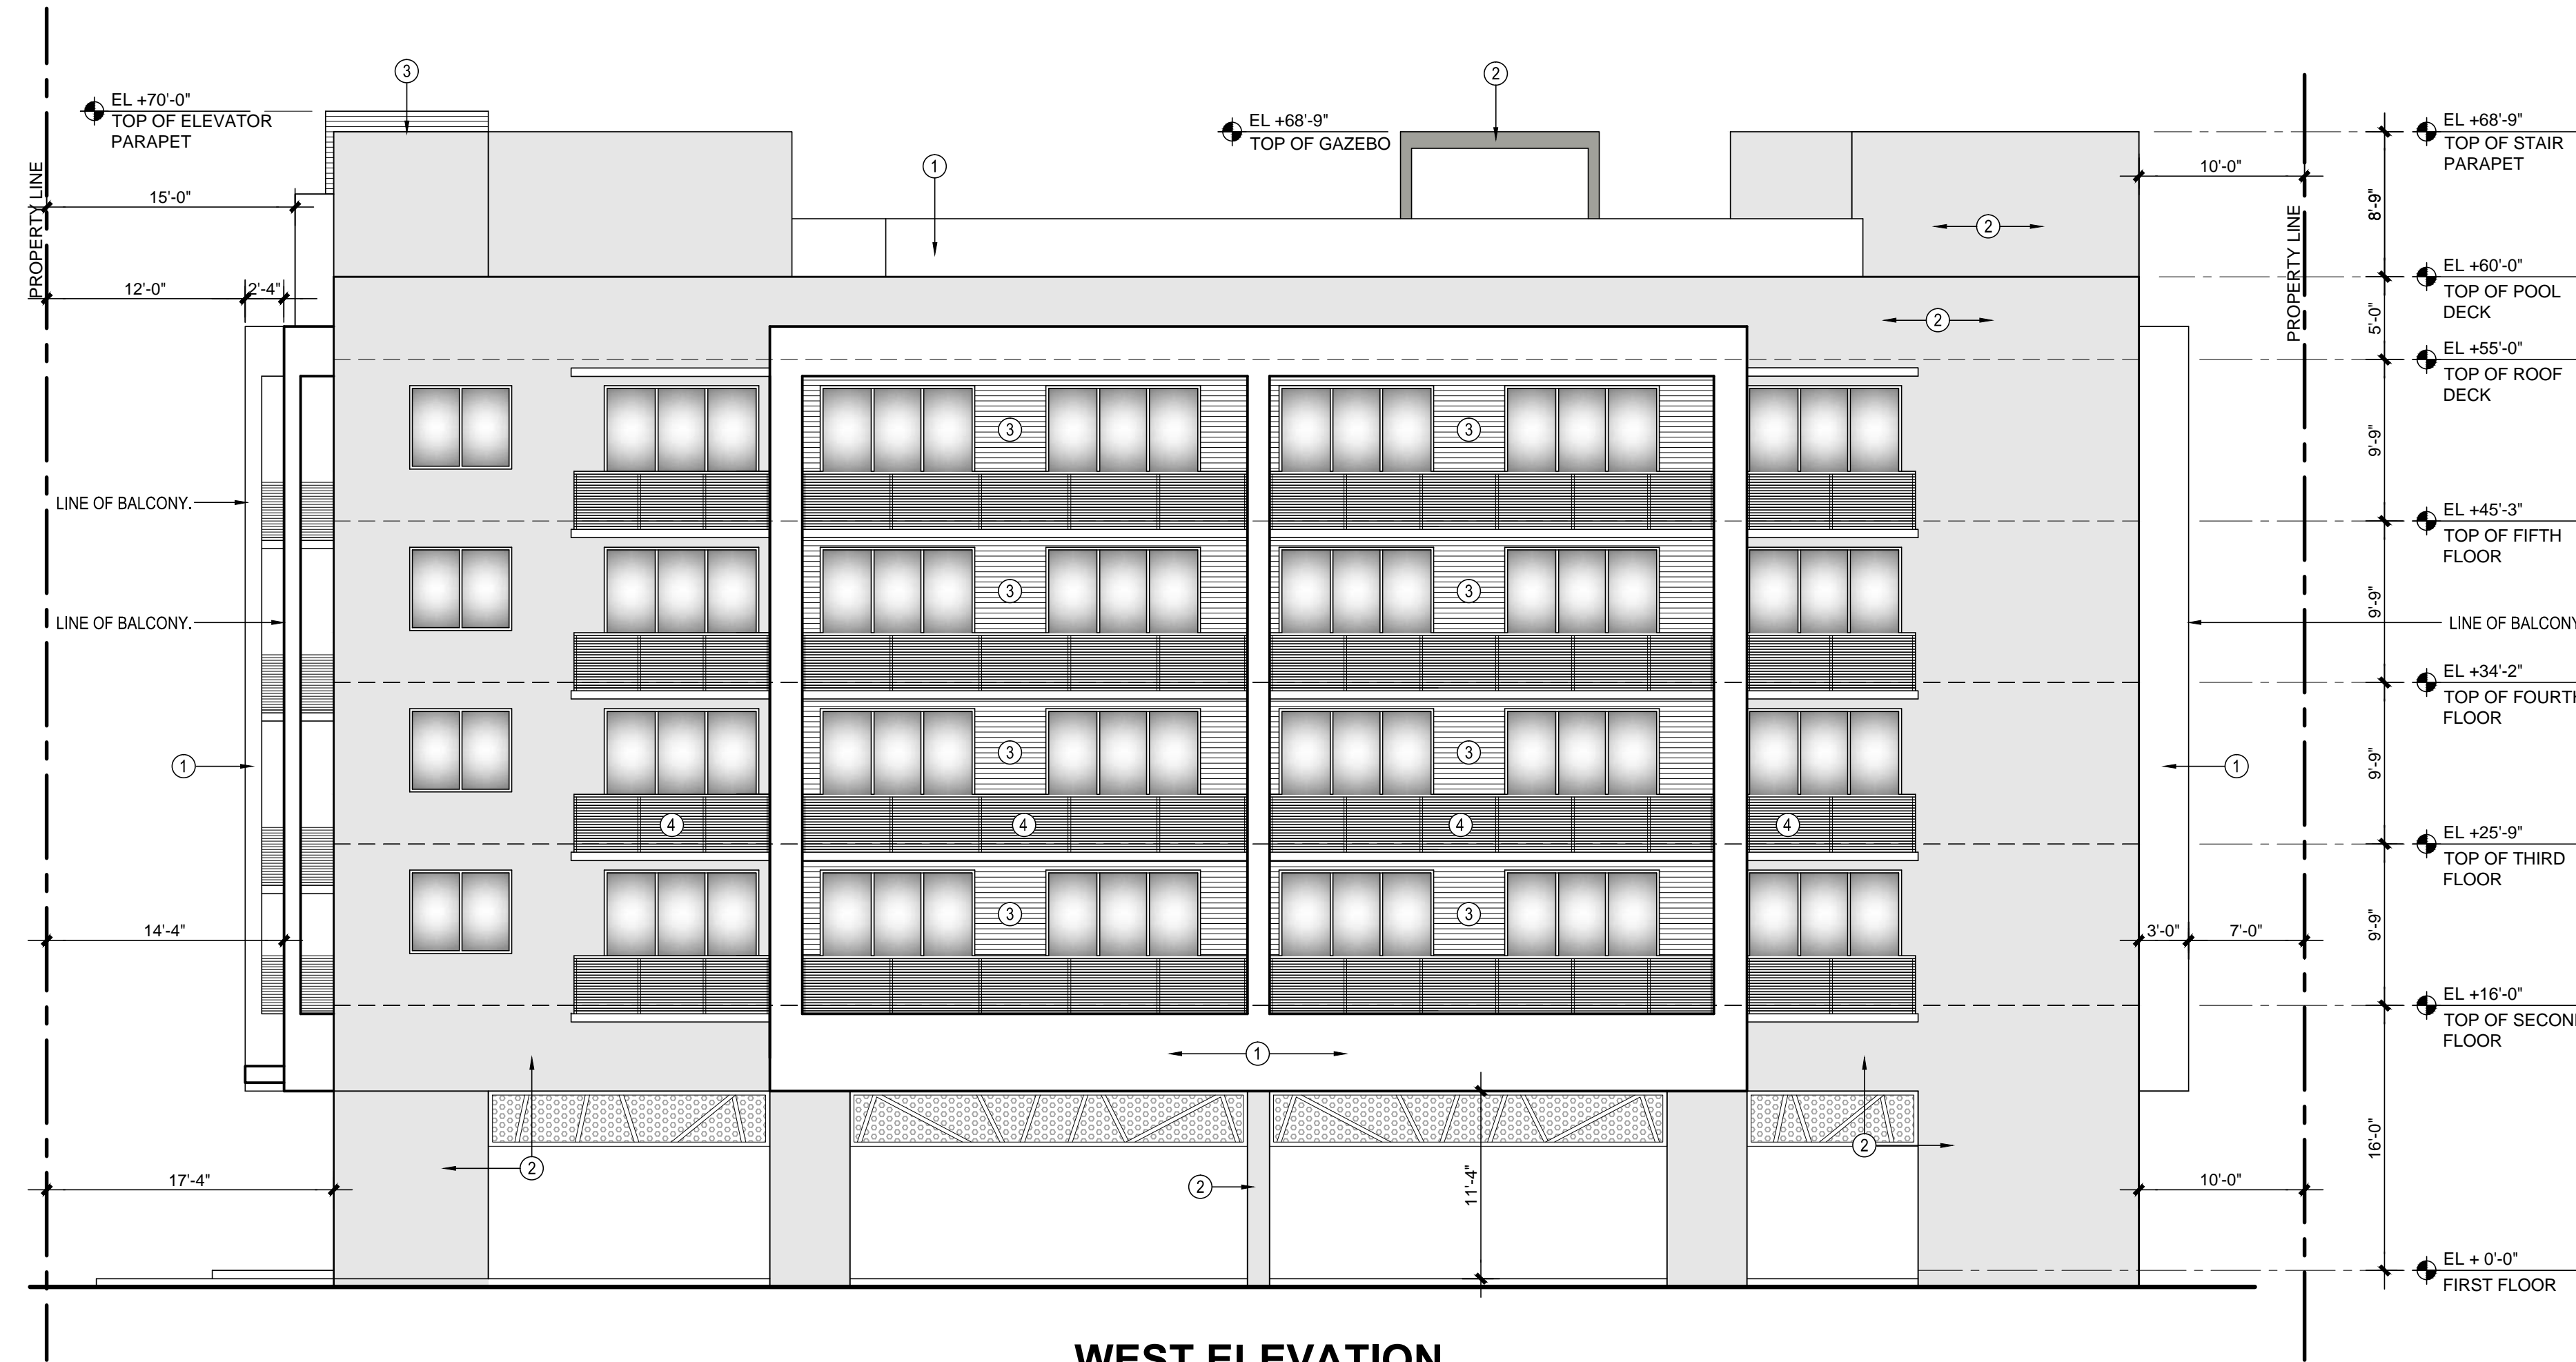 3
2
EL +70'-0"
TOP OF ELEVATOR
PARAPET
EL +68'-9"
TOP OF GAZEBO
EL +68'-9"
TOP OF STAIR
PARAPET
1
PROPERTY LINE
15'-0"
10'-0"
8'-9"
2
PROPERTY LINE
12'-0"
2'-4"
EL +60'-0"
TOP OF POOL
DECK
2
5'-0"
EL +55'-0"
TOP OF ROOF
DECK
3
3
9'-9"
LINE OF BALCONY.
EL +45'-3"
TOP OF FIFTH
FLOOR
3
3
9'-9"
LINE OF BALCONY.
LINE OF BALCONY
EL +34'-2"
TOP OF FOURTH
FLOOR
3
3
9'-9"
1
1
4
4
4
4
EL +25'-9"
TOP OF THIRD
FLOOR
3
3
9'-9"
14'-4"
3'-0"
7'-0"
EL +16'-0"
TOP OF SECOND
FLOOR
1
2
2
16'-0"
17'-4"
2
11'-4"
10'-0"
EL + 0'-0"
FIRST FLOOR
WEST ELEVATION